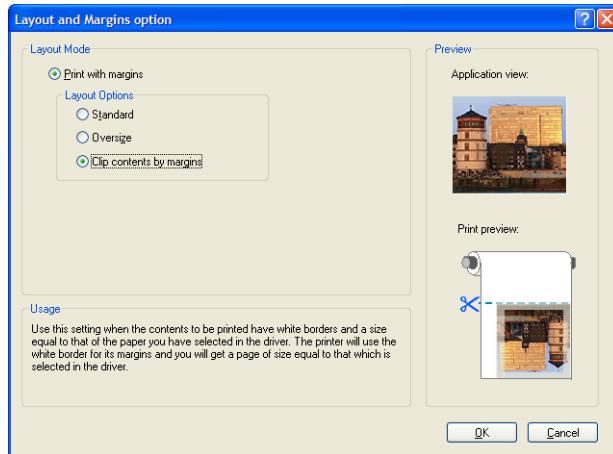 Layout and Margins option
Layout Mode
Print with margins
Layout Options
Standard
Oversize
Clip contents by margins
Usage
Use this setting when the contents to be printed have white borders and a size
equal to that of the paper you have selected in the driver. The printer will use the
white border for its margins and you will get a page of size equal to that which is
selected in the driver.
Preview
Application view:
Print preview:
OK
Cancel